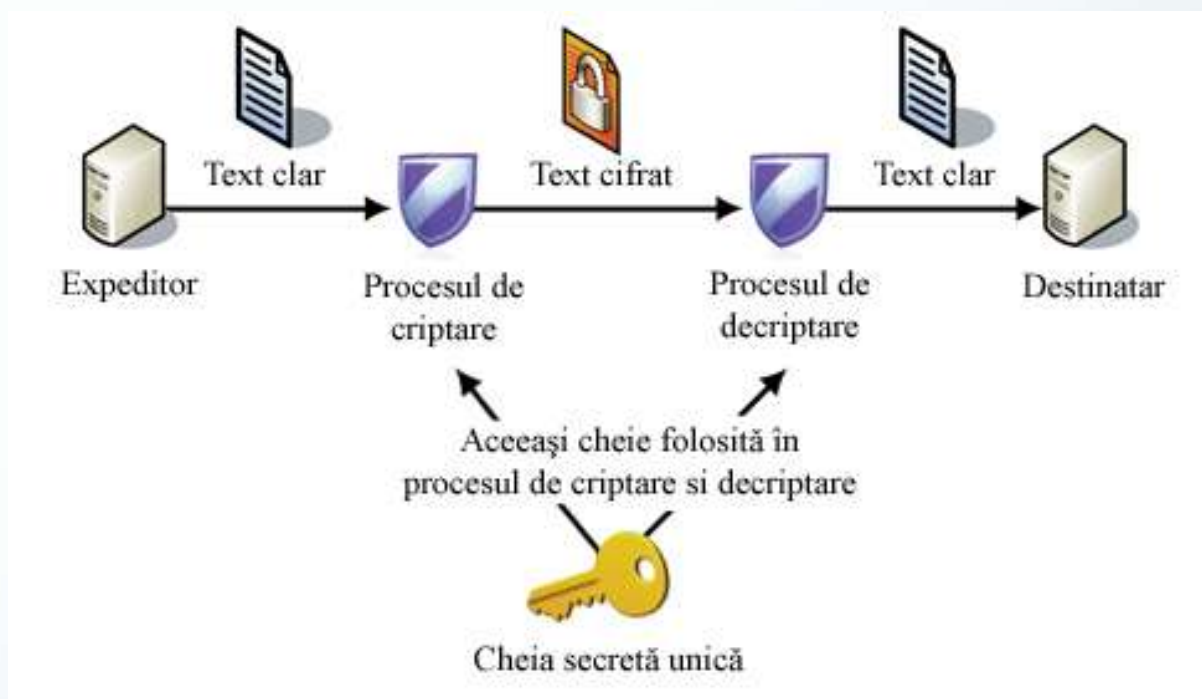 Text clar
Text cifrat
Text clar
Expeditor
Procesul de
criptare
Procesul de
decriptare
Destinatar
Aceeaşi cheie folosită în
procesul de criptare si decriptare
Cheia secretă unică